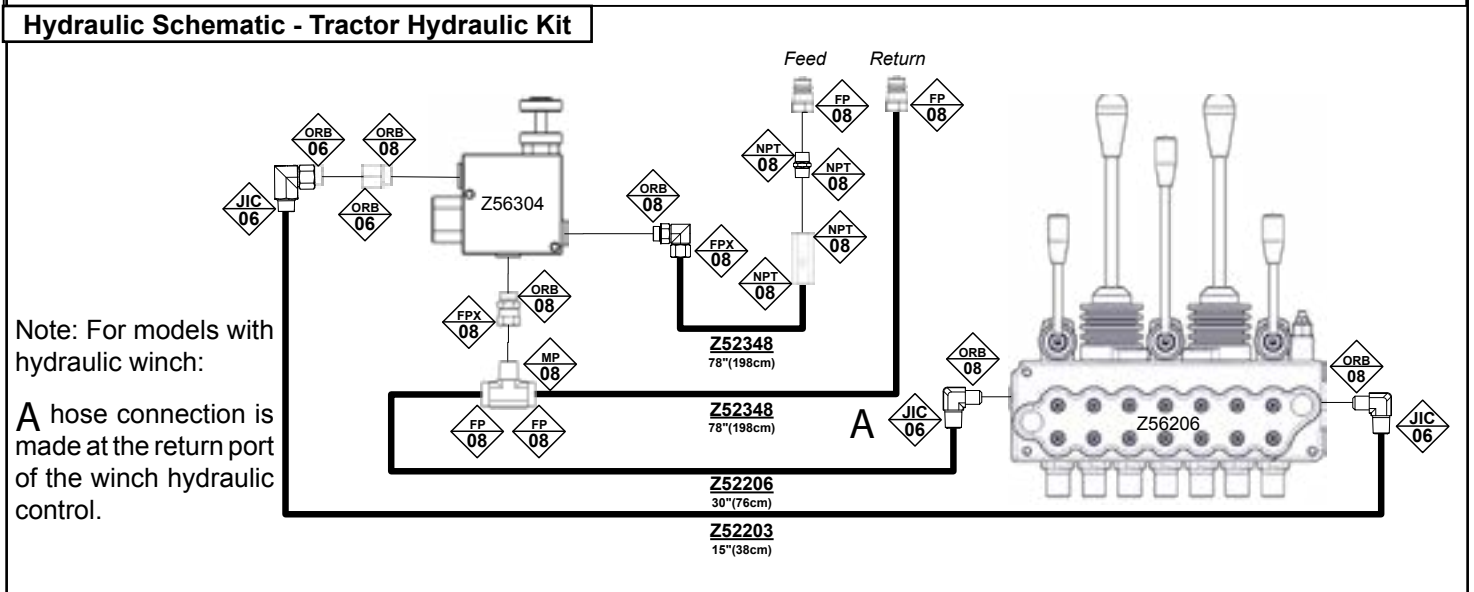 Hydraulic Schematic - Tractor Hydraulic Kit
Feed
Return
FP
08
FP
08
ORB
06
ORB
08
ORB
06
JIC
06
Z56304
NPT
08
NPT
08
NPT
08
NPT
08
ORB
08
FPX
08
ORB
08
FPX
08
MP
08
FP
08
FP
08
Z52348
78"(198cm)
Z52348
78"(198cm)
A
JIC
06
ORB
08
Z56206
ORB
08
JIC
06
Z52206
30"(76cm)
Z52203
15"(38cm)
Note: For models with
hydraulic winch:
A hose connection is
made at the return port
of the winch hydraulic
control.